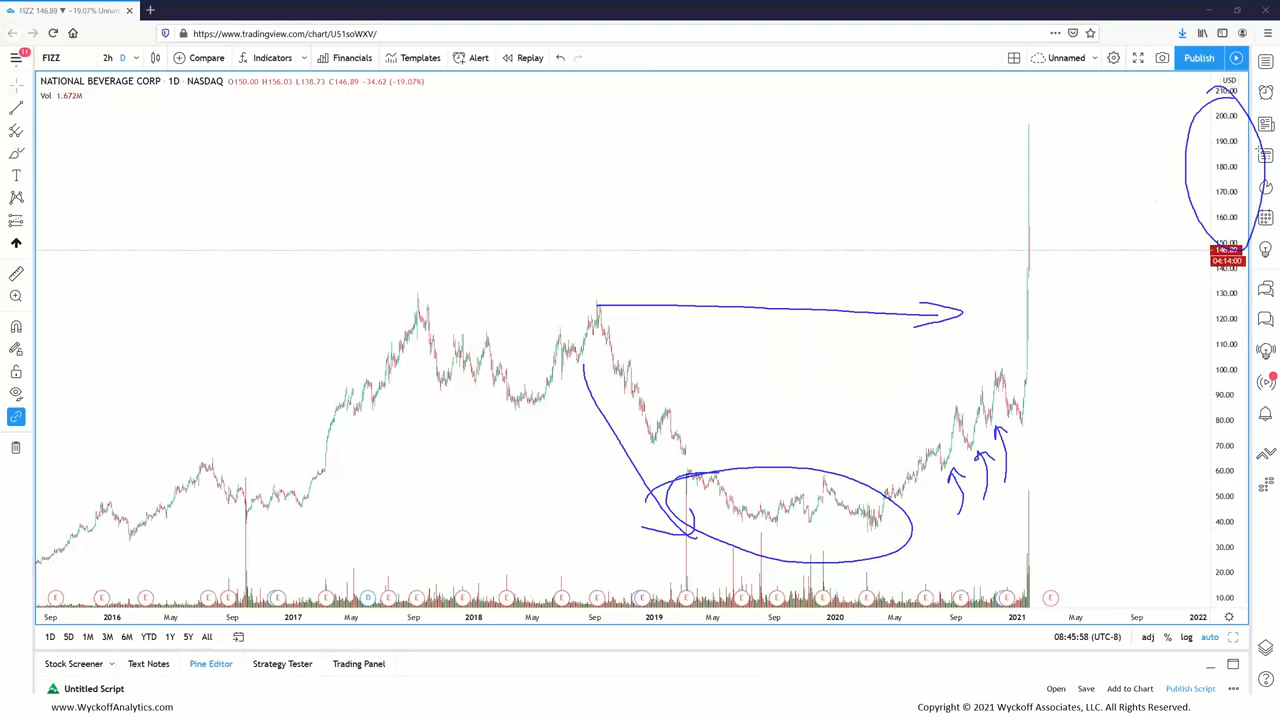 FIZZ 146.89 ▼ −19.07% Unnam
https://www.tradingview.com/chart/U51soWXV/
11
FIZZ 2h D Compare Indicators Financials Templates Alert Replay Unnamed Publish
NATIONAL BEVERAGE CORP · 1D · NASDAQ O150.00 H156.03 L138.73 C146.89 −34.62 (−19.07%)
Vol 1.672M
USD
210.00
200.00
190.00
180.00
170.00
160.00
150.00
146.89
04:14:00
140.00
130.00
120.00
110.00
100.00
90.00
80.00
70.00
60.00
50.00
40.00
30.00
20.00
10.00
E E E E E E D E E E E E E E E E E E E E E E
Sep 2016 May Sep 2017 May Sep 2018 May Sep 2019 May Sep 2020 May Sep 2021 May Sep 2022
1D 5D 1M 3M 6M YTD 1Y 5Y All 08:45:58 (UTC-8) adj % log auto
Stock Screener Text Notes Pine Editor Strategy Tester Trading Panel
Untitled Script Open Save Add to Chart Publish Script
www.WyckoffAnalytics.com Copyright © 2021 Wyckoff Associates, LLC. All Rights Reserved.